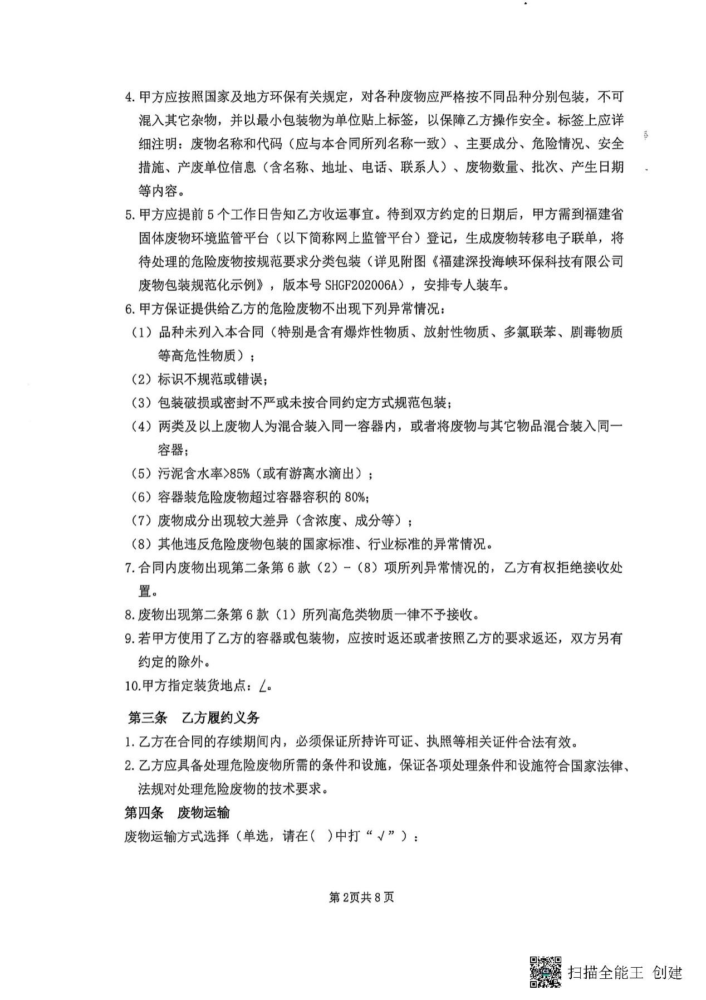 4. 甲方应按照国家及地方环保有关规定，对各种废物应严格按不同品种分别包装，不可
混入其它杂物，并以最小包装物为单位贴上标签，以保障乙方操作安全。标签上应详
细注明：废物名称和代码（应与本合同所列名称一致）、主要成分、危险情况、安全
措施、产废单位信息（含名称、地址、电话、联系人）、废物数量、批次、产生日期
等内容。
5. 甲方应提前 5 个工作日告知乙方收运事宜。待到双方约定的日期后，甲方需到福建省
固体废物环境监管平台（以下简称网上监管平台）登记，生成废物转移电子联单，将
待处理的危险废物按规范要求分类包装（详见附图《福建深投海峡环保科技有限公司
废物包装规范化示例》，版本号 SHGF202006A），安排专人装车。
6. 甲方保证提供给乙方的危险废物不出现下列异常情况：
（1）品种未列入本合同（特别是含有爆炸性物质、放射性物质、多氯联苯、剧毒物质
等高危性物质）；
（2）标识不规范或错误；
（3）包装破损或密封不严或未按合同约定方式规范包装；
（4）两类及以上废物人为混合装入同一容器内，或者将废物与其它物品混合装入同一
容器；
（5）污泥含水率>85%（或有游离水滴出）；
（6）容器装危险废物超过容器容积的 80%；
（7）废物成分出现较大差异（含浓度、成分等）；
（8）其他违反危险废物包装的国家标准、行业标准的异常情况。
7. 合同内废物出现第二条第 6 款（2）-（8）项所列异常情况的，乙方有权拒绝接收处
置。
8. 废物出现第二条第 6 款（1）所列高危类物质一律不予接收。
9. 若甲方使用了乙方的容器或包装物，应按时返还或者按照乙方的要求返还，双方另有
约定的除外。
10.甲方指定装货地点：/。
第三条 乙方履约义务
1. 乙方在合同的存续期间内，必须保证所持许可证、执照等相关证件合法有效。
2. 乙方应具备处理危险废物所需的条件和设施，保证各项处理条件和设施符合国家法律、
法规对处理危险废物的技术要求。
第四条 废物运输
废物运输方式选择（单选，请在( )中打“√”）：
第 2页共 8 页
扫描全能王 创建